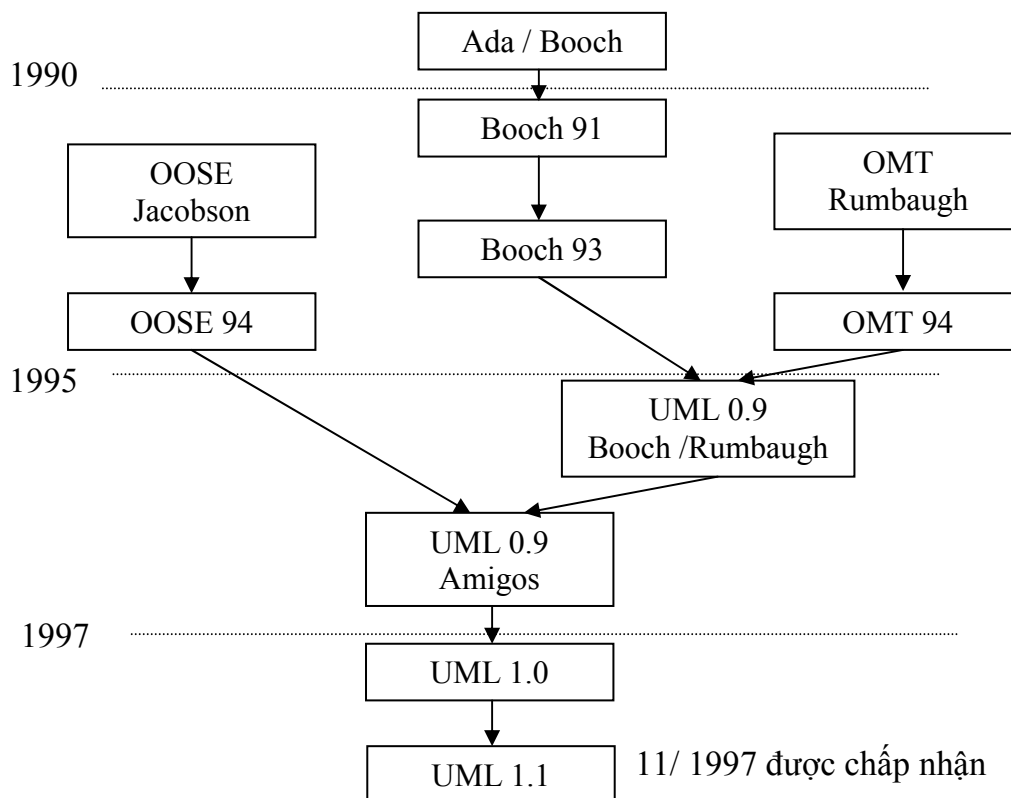 Ada / Booch
1990
Booch 91
OOSE
Jacobson
OMT
Rumbaugh
Booch 93
OOSE 94
OMT 94
1995
UML 0.9
Booch /Rumbaugh
UML 0.9
Amigos
1997
UML 1.0
UML 1.1
11/ 1997 được chấp nhận